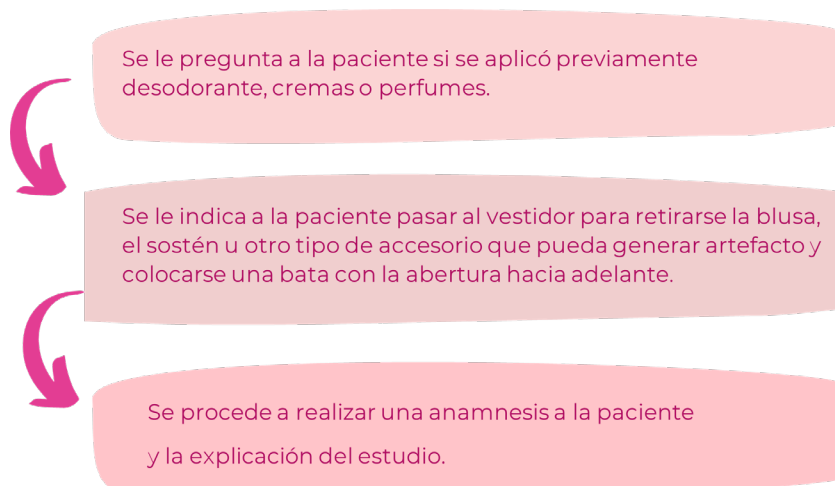 Se le pregunta a la paciente si se aplicó previamente
desodorante, cremas o perfumes.
Se le indica a la paciente pasar al vestidor para retirarse la blusa,
el sostén u otro tipo de accesorio que pueda generar artefacto y
colocarse una bata con la abertura hacia adelante.
Se procede a realizar una anamnesis a la paciente
y la explicación del estudio.